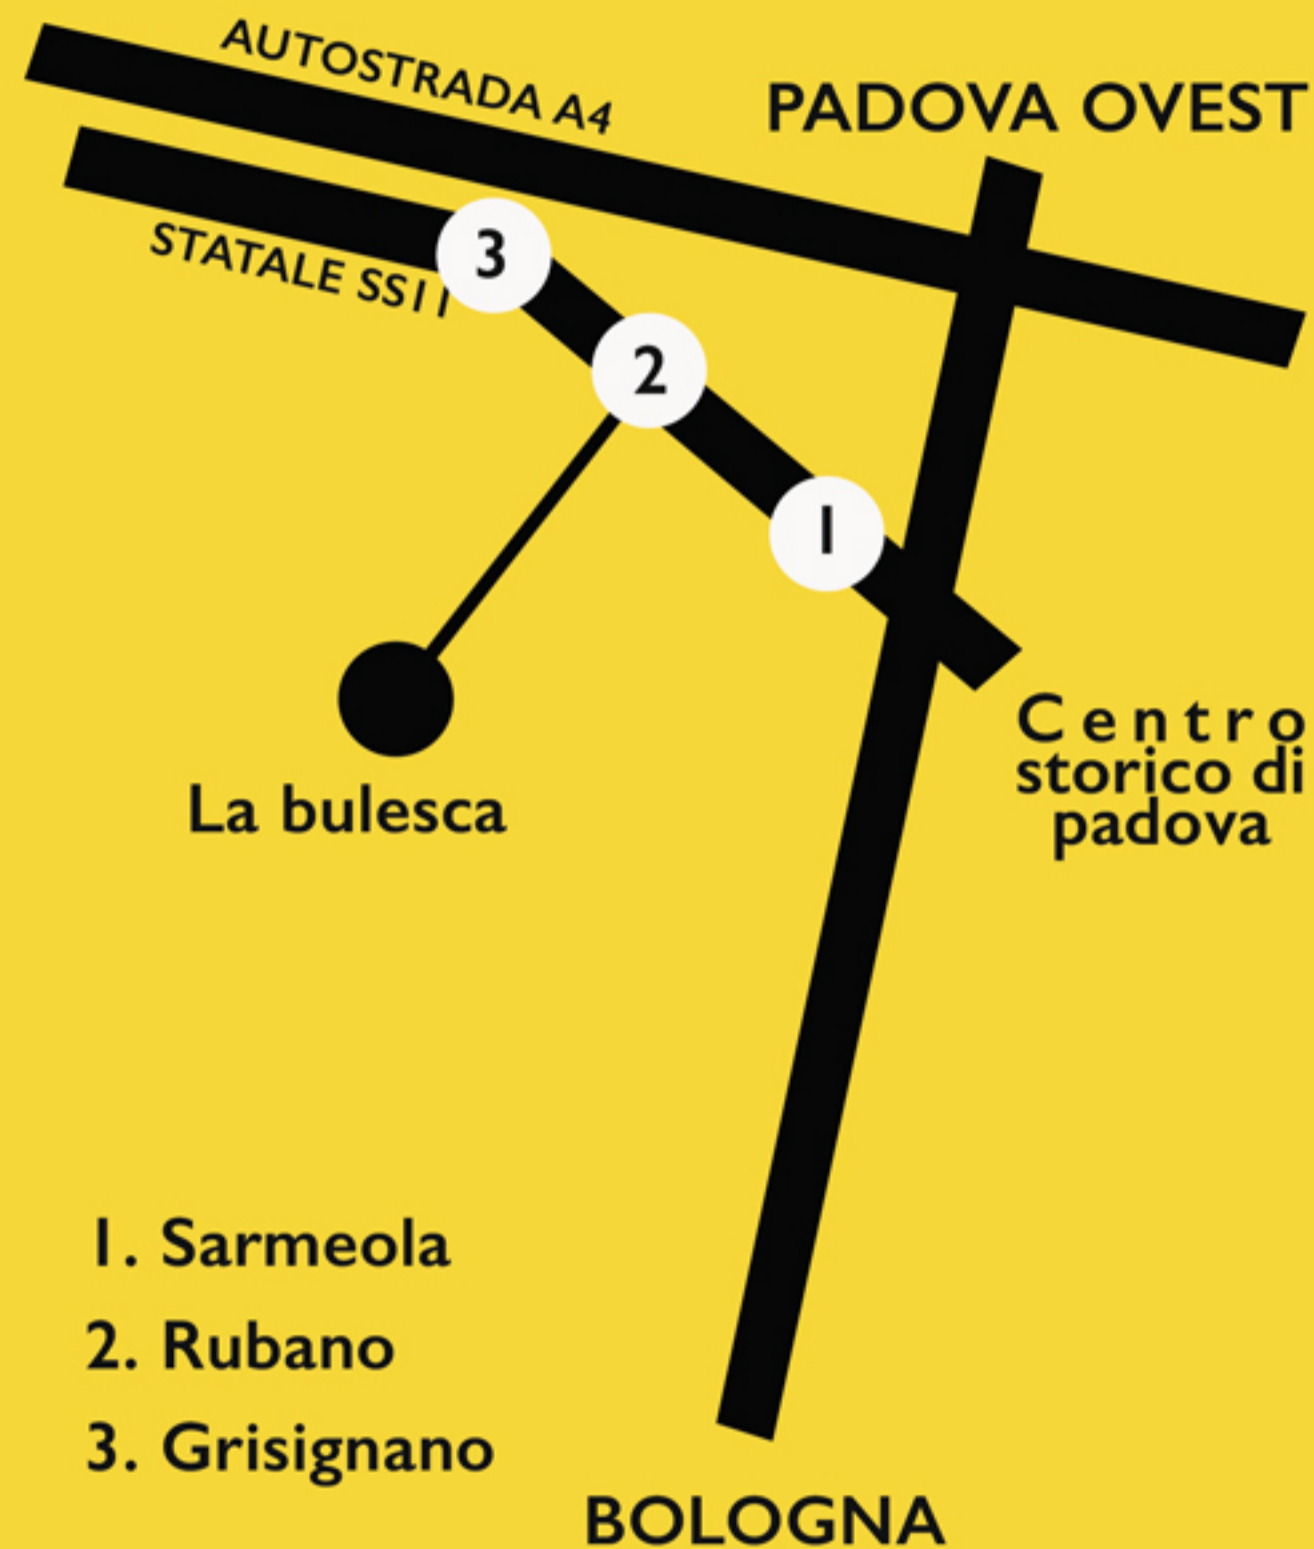 AUTOSTRADA A4
PADOVA OVEST
STATALE SS11
3
2
1
Centro
storico di
padova
La bulesca
1. Sarmeola
2. Rubano
3. Grisignano
BOLOGNA